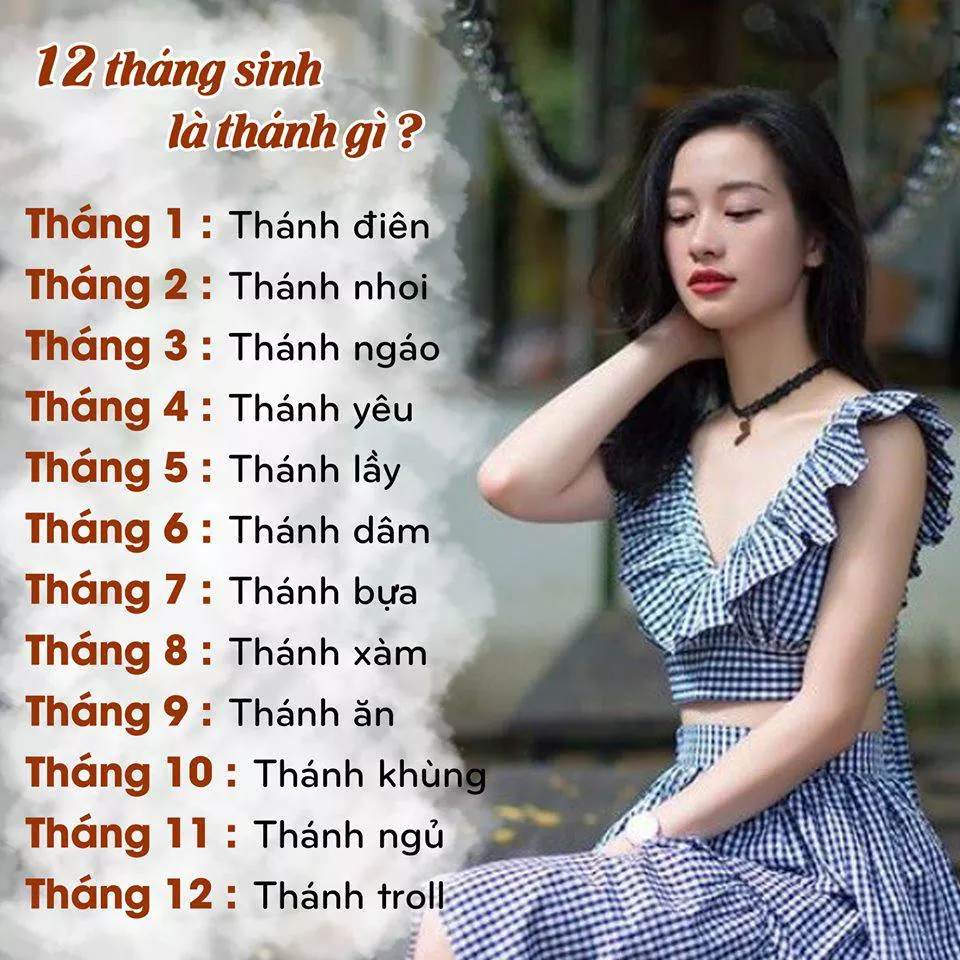 12 tháng sinh
là thánh gì ?
Tháng 1 : Thánh điên
Tháng 2 : Thánh nhoi
Tháng 3 : Thánh ngáo
Tháng 4 : Thánh yêu
Tháng 5 : Thánh lầy
Tháng 6 : Thánh dâm
Tháng 7 : Thánh bựa
Tháng 8 : Thánh xàm
Tháng 9 : Thánh ăn
Tháng 10 : Thánh khùng
Tháng 11 : Thánh ngủ
Tháng 12 : Thánh troll